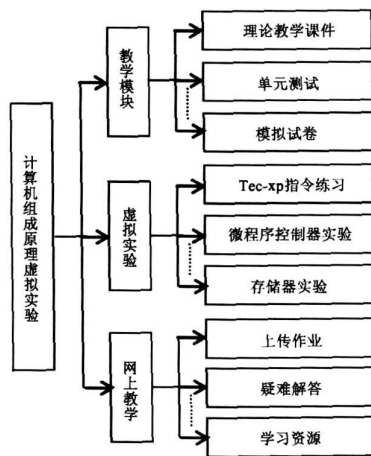 计算机组成原理虚拟实验
教学模块
理论教学课件
单元测试
模拟试卷
虚拟实验
Tec-xp指令练习
微程序控制器实验
存储器实验
网上教学
上传作业
疑难解答
学习资源